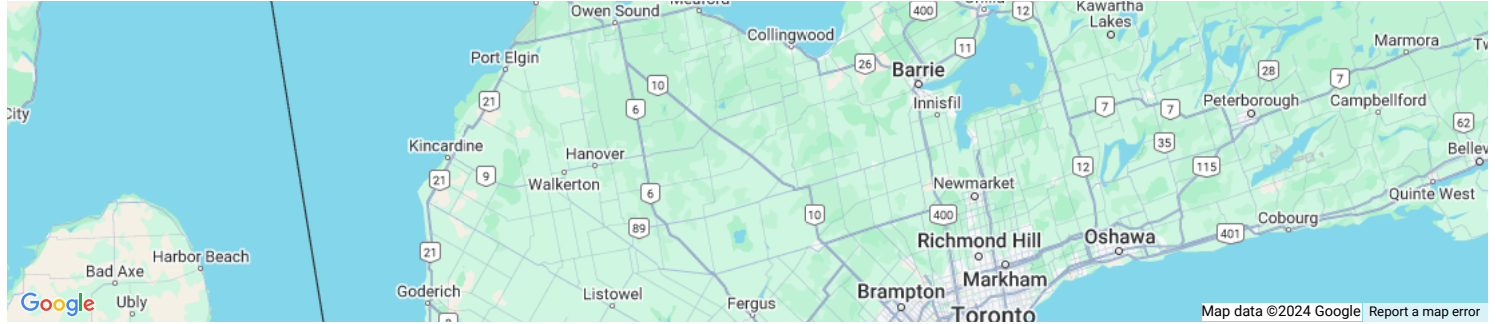 Owen Sound
400
12
Kawartha
Lakes
Collingwood
11
Marmora
Port Elgin
26
Barrie
28
7
10
21
6
Innisfil
7
7
Peterborough
Campbellford
City
62
Kincardine
35
Hanover
9
Walkerton
21
12
115
Newmarket
6
Quinte West
10
400
89
Cobourg
401
Richmond Hill
Oshawa
21
Harbor Beach
Markham
Bad Axe
Goderich
Listowel
Brampton
Ubly
Fergus
Toronto
Google
Map data ©2024 Google
Report a map error